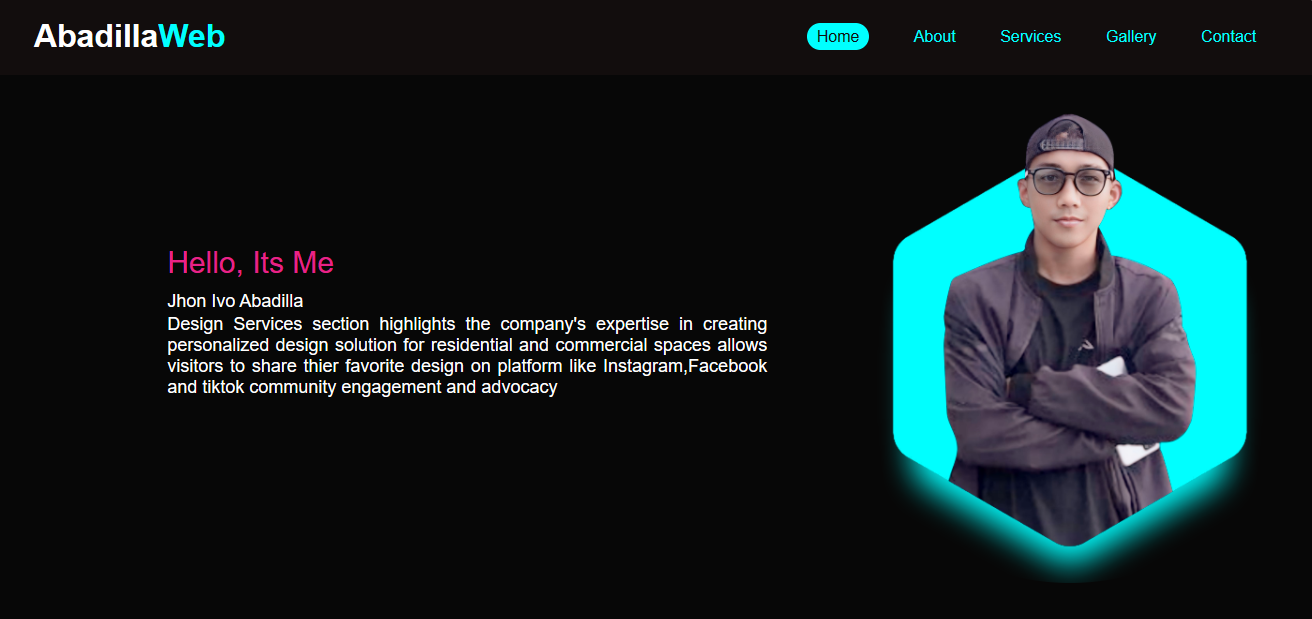 AbadillaWeb
Home About Services Gallery Contact
Hello, Its Me
Jhon Ivo Abadilla
Design Services section highlights the company's expertise in creating
personalized design solution for residential and commercial spaces allows
visitors to share thier favorite design on platform like Instagram,Facebook
and tiktok community engagement and advocacy